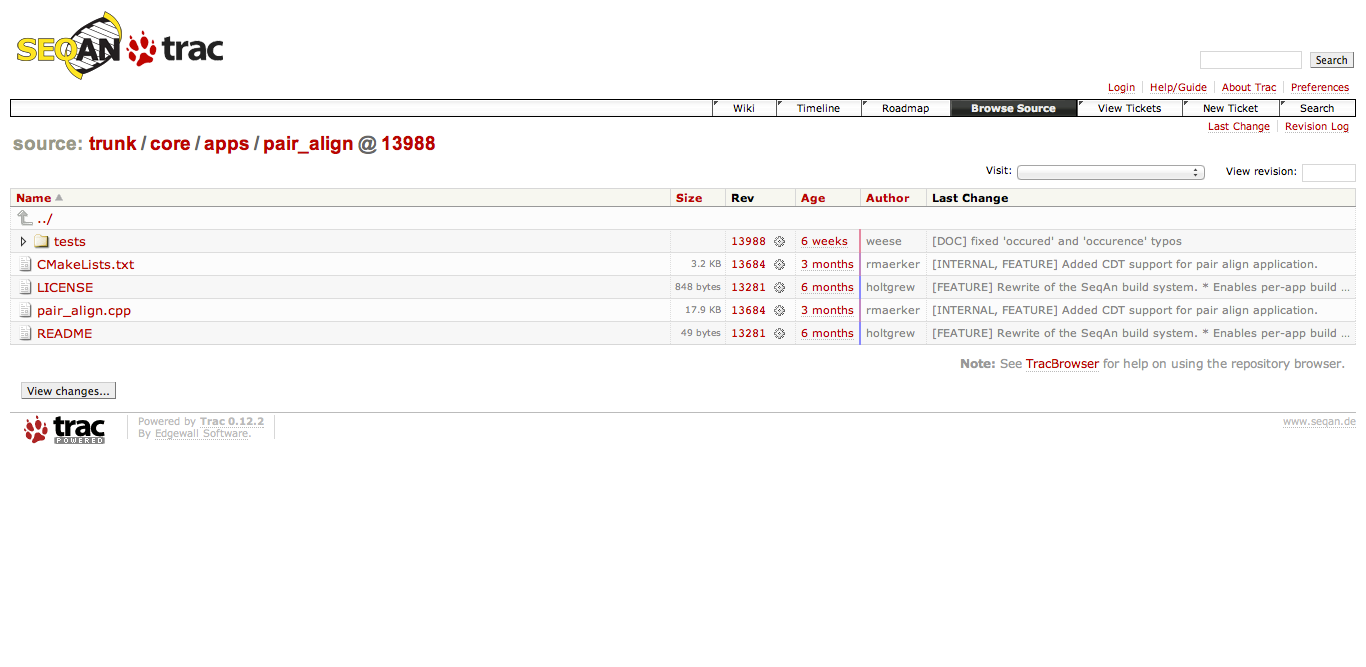 SEQAN trac
Search
Login Help/Guide About Trac Preferences
Wiki Timeline Roadmap Browse Source View Tickets New Ticket Search
Last Change Revision Log
source: trunk / core / apps / pair_align @ 13988
Visit: View revision:
Name Size Rev Age Author Last Change
../
tests 13988 6 weeks weese [DOC] fixed 'occured' and 'occurence' typos
CMakeLists.txt 3.2 KB 13684 3 months rmaerker [INTERNAL, FEATURE] Added CDT support for pair align application.
LICENSE 848 bytes 13281 6 months holtgrew [FEATURE] Rewrite of the SeqAn build system. * Enables per-app build ...
pair_align.cpp 17.9 KB 13684 3 months rmaerker [INTERNAL, FEATURE] Added CDT support for pair align application.
README 49 bytes 13281 6 months holtgrew [FEATURE] Rewrite of the SeqAn build system. * Enables per-app build ...
Note: See TracBrowser for help on using the repository browser.
View changes...
trac POWERED
Powered by Trac 0.12.2
By Edgewall Software.
www.seqan.de